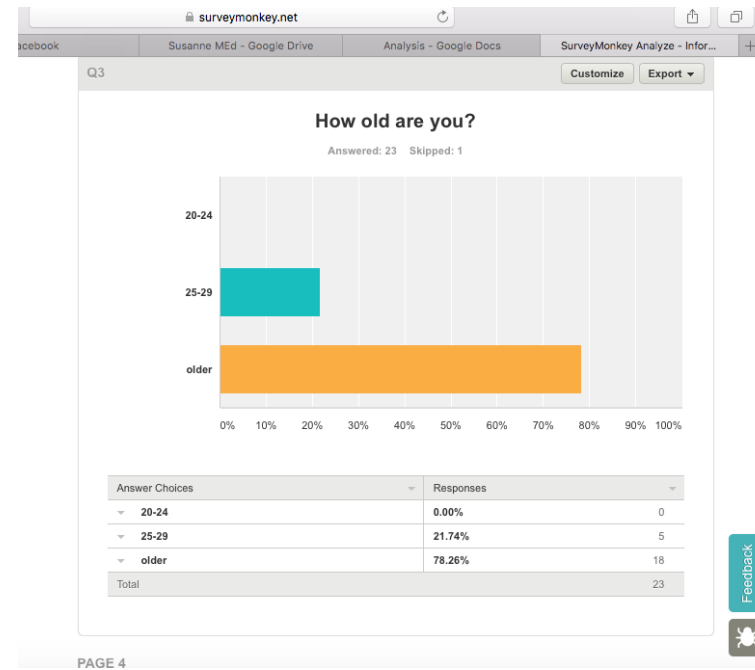 surveymonkey.net
acebook
Susanne MEd - Google Drive
Analysis - Google Docs
SurveyMonkey Analyze - Infor...
Q3
Customize
Export
How old are you?
Answered: 23 Skipped: 1
20-24
25-29
older
0% 10% 20% 30% 40% 50% 60% 70% 80% 90% 100%
Answer Choices Responses
20-24 0.00% 0
25-29 21.74% 5
older 78.26% 18
Total 23
Feedback
PAGE 4